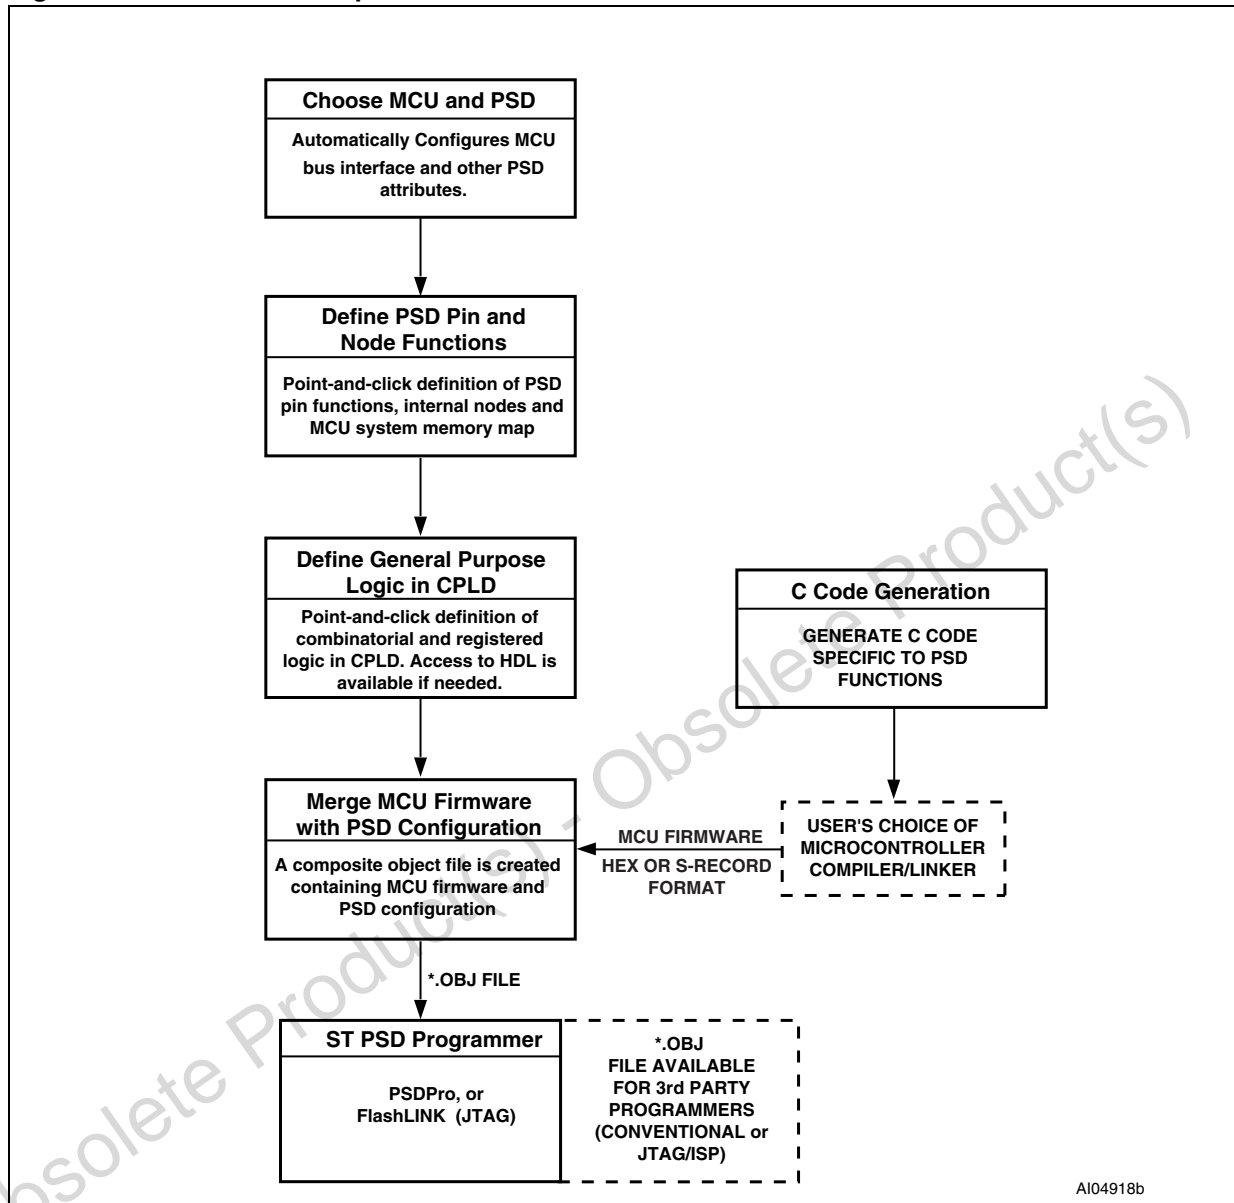 Choose MCU and PSD
Automatically Configures MCU
bus interface and other PSD
attributes.
Define PSD Pin and
Node Functions
Point-and-click definition of PSD
pin functions, internal nodes and
MCU system memory map
Define General Purpose
Logic in CPLD
Point-and-click definition of
combinatorial and registered
logic in CPLD. Access to HDL is
available if needed.
C Code Generation
GENERATE C CODE
SPECIFIC TO PSD
FUNCTIONS
Merge MCU Firmware
with PSD Configuration
A composite object file is created
containing MCU firmware and
PSD configuration
MCU FIRMWARE
HEX OR S-RECORD
FORMAT
USER'S CHOICE OF
MICROCONTROLLER
COMPILER/LINKER
*.OBJ FILE
ST PSD Programmer
PSDPro, or
FlashLINK (JTAG)
*.OBJ
FILE AVAILABLE
FOR 3rd PARTY
PROGRAMMERS
(CONVENTIONAL or
JTAG/ISP)
AI04918b
Obsolete Product(s) - Obsolete Product(s)